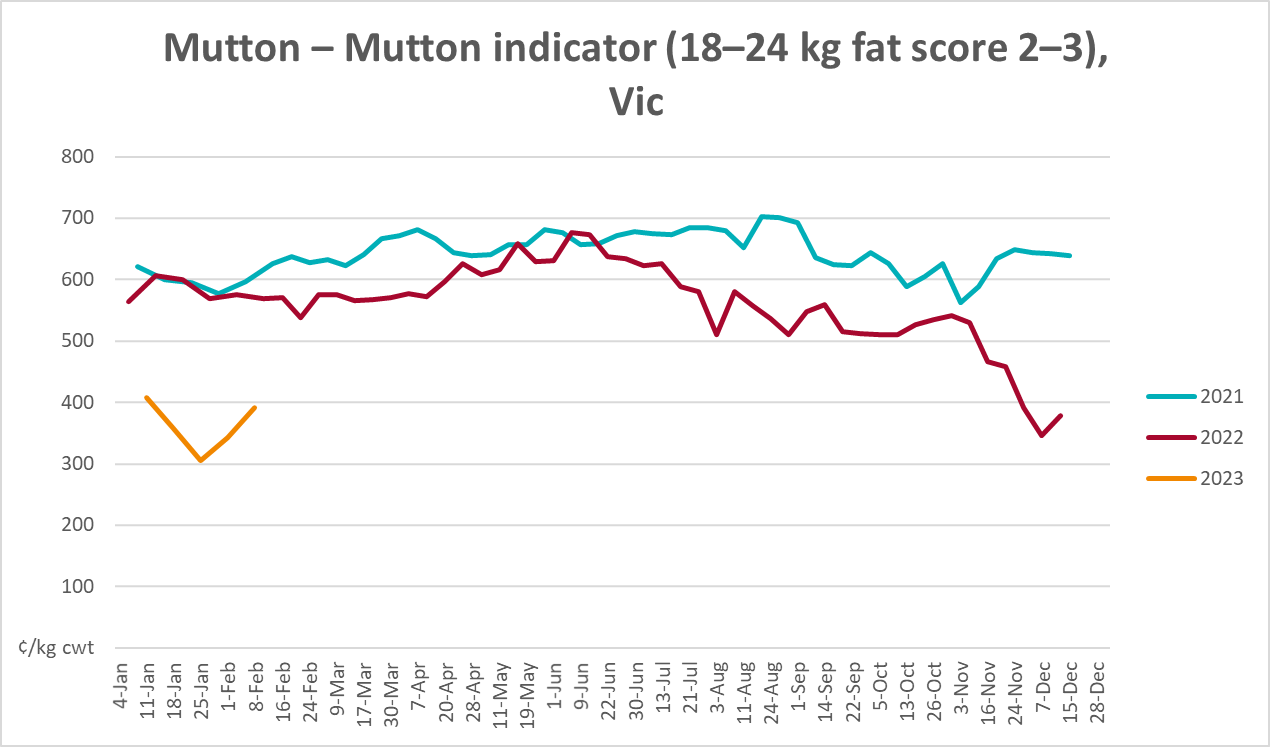 Mutton – Mutton indicator (18–24 kg fat score 2–3),
Vic
800
700
600
500
400
300
200
100
¢/kg cwt
4-Jan
11-Jan
18-Jan
25-Jan
1-Feb
8-Feb
16-Feb
24-Feb
9-Mar
17-Mar
30-Mar
7-Apr
20-Apr
28-Apr
11-May
19-May
1-Jun
9-Jun
22-Jun
30-Jun
13-Jul
21-Jul
3-Aug
11-Aug
24-Aug
1-Sep
14-Sep
22-Sep
5-Oct
13-Oct
26-Oct
3-Nov
16-Nov
24-Nov
7-Dec
15-Dec
28-Dec
2021
2022
2023